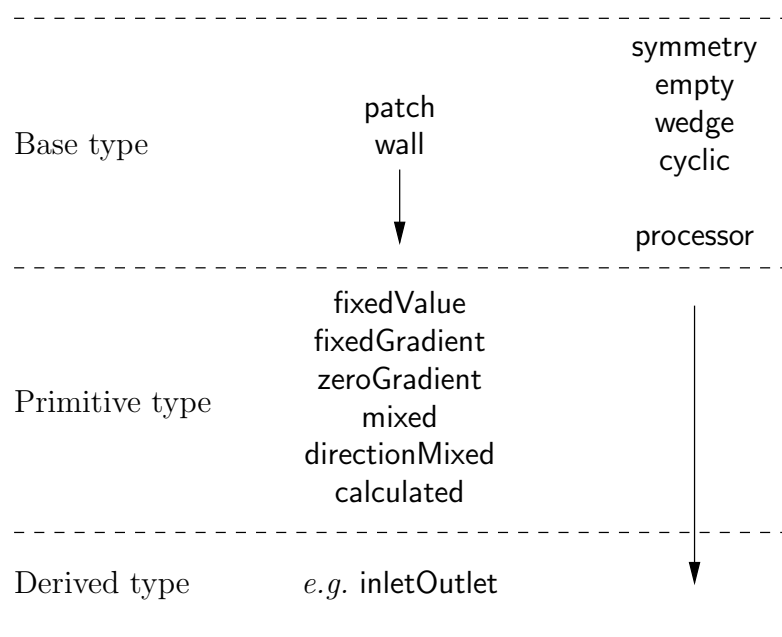 symmetry
empty
patch
wedge
Base type
wall
cyclic
processor
fixedValue
fixedGradient
zeroGradient
Primitive type
mixed
directionMixed
calculated
Derived type
e.g. inletOutlet